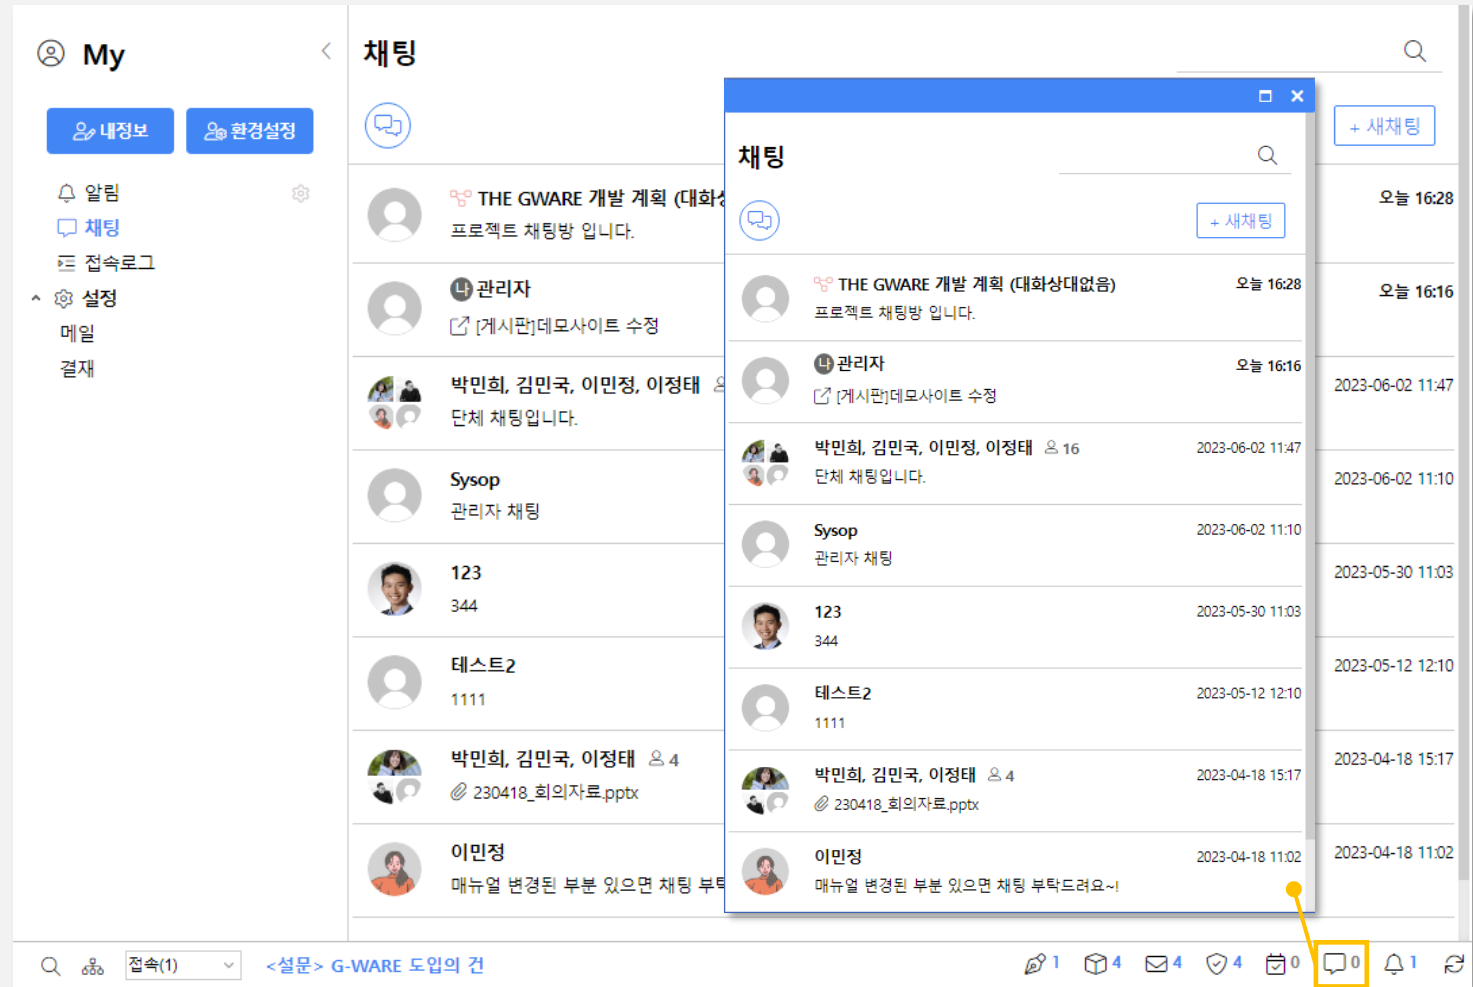 My
내정보
환경설정
알림
채팅
접속로그
설정
메일
결재
채팅
+ 새채팅
THE GWARE 개발 계획 (대화상
프로젝트 채팅방 입니다.
오늘 16:28
나 관리자
[게시판]데모사이트 수정
오늘 16:16
박민희, 김민국, 이민정, 이정태
단체 채팅입니다.
2023-06-02 11:47
Sysop
관리자 채팅
2023-06-02 11:10
123
344
2023-05-30 11:03
테스트2
1111
2023-05-12 12:10
박민희, 김민국, 이정태 4
230418_회의자료.pptx
2023-04-18 15:17
이민정
매뉴얼 변경된 부분 있으면 채팅 부탁
2023-04-18 11:02
채팅
+ 새채팅
THE GWARE 개발 계획 (대화상대없음)
오늘 16:28
프로젝트 채팅방 입니다.
나 관리자
오늘 16:16
[게시판]데모사이트 수정
박민희, 김민국, 이민정, 이정태 16
2023-06-02 11:47
단체 채팅입니다.
Sysop
2023-06-02 11:10
관리자 채팅
123
2023-05-30 11:03
344
테스트2
2023-05-12 12:10
1111
박민희, 김민국, 이정태 4
2023-04-18 15:17
230418_회의자료.pptx
이민정
2023-04-18 11:02
매뉴얼 변경된 부분 있으면 채팅 부탁드려요~!
접속(1)
<설문> G-WARE 도입의 건
1 4 4 4 0 0 1